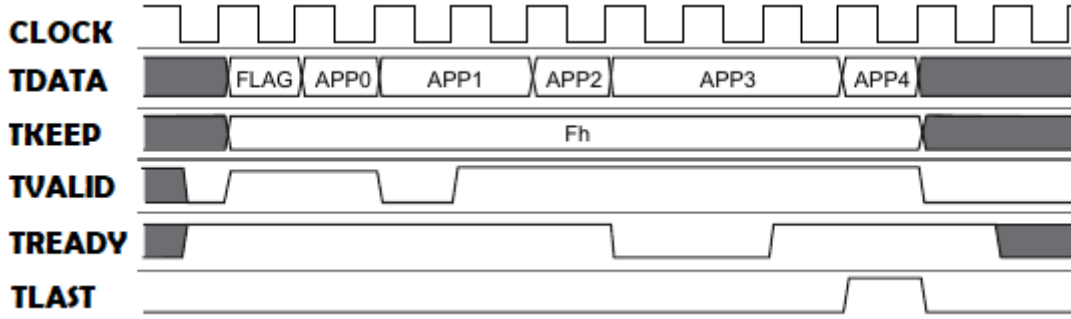 CLOCK
TDATA FLAG APP0 APP1 APP2 APP3 APP4
TKEEP Fh
TVALID
TREADY
TLAST